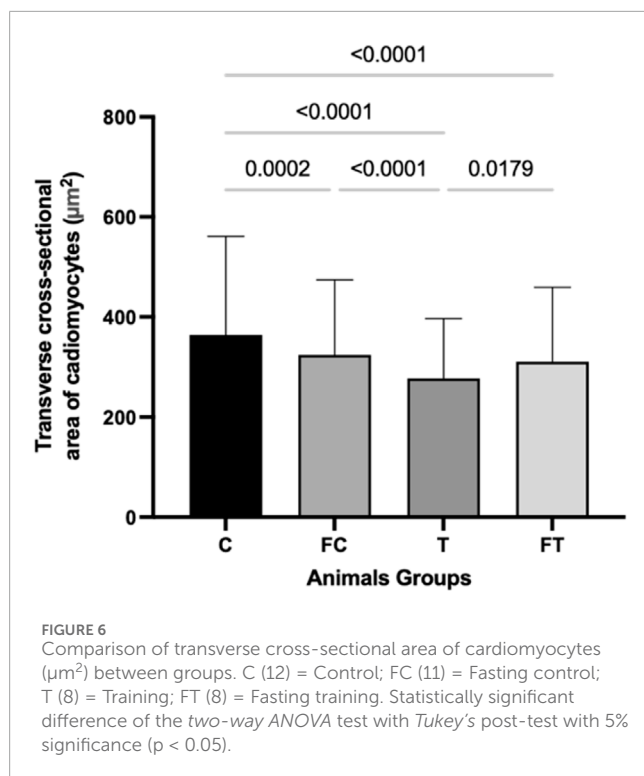 <0.0001
<0.0001
0.0002 <0.0001 0.0179
Transverse cross-sectional
area of cadiomyocytes (µm²)
800
600
400
200
0
C FC T FT
Animals Groups
FIGURE 6
Comparison of transverse cross-sectional area of cardiomyocytes
(µm²) between groups. C (12) = Control; FC (11) = Fasting control;
T (8) = Training; FT (8) = Fasting training. Statistically significant
difference of the two-way ANOVA test with Tukey's post-test with 5%
significance (p < 0.05).